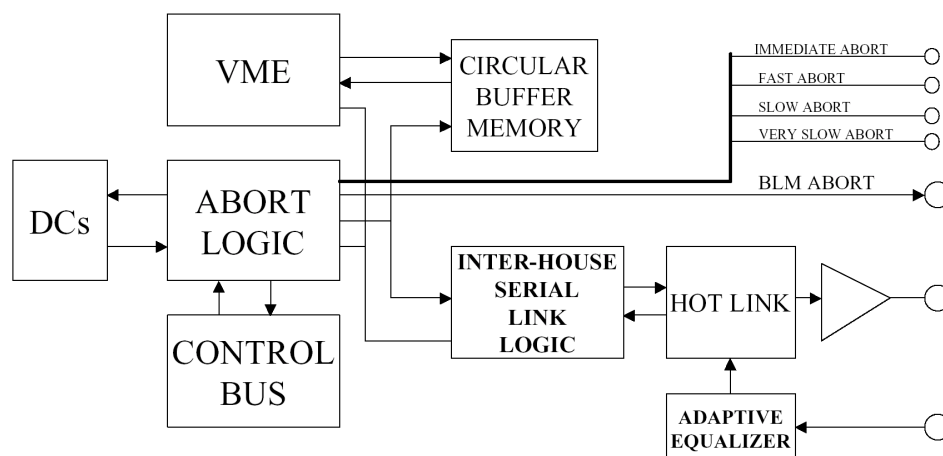 VME
CIRCULAR
BUFFER
MEMORY
IMMEDIATE ABORT
FAST ABORT
SLOW ABORT
VERY SLOW ABORT
DCs
ABORT
LOGIC
BLM ABORT
INTER-HOUSE
SERIAL
LINK
LOGIC
HOT LINK
CONTROL
BUS
ADAPTIVE
EQUALIZER